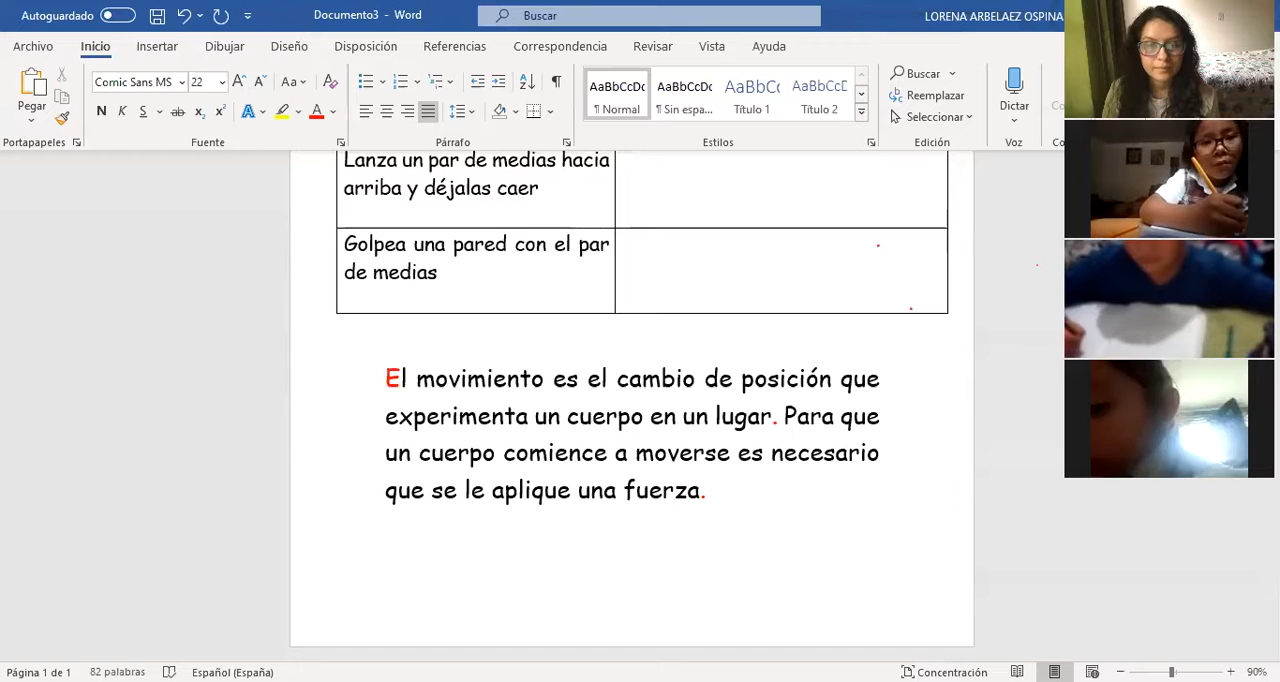 Autoguardado
Documento3 - Word
Buscar
LORENA ARBELAEZ OSPINA
Archivo Inicio Insertar Dibujar Diseño Disposición Referencias Correspondencia Revisar Vista Ayuda
Pegar
Comic Sans MS 22
A A Aa A
N K S ab x₂ x² A A
AaBbCcDc AaBbCcDc AaBbCc AaBbCcD
¶ Normal ¶ Sin espa... Título 1 Título 2
Buscar
Reemplazar
Seleccionar
Dictar
Portapapeles Fuente Párrafo Estilos Edición Voz
Lanza un par de medias hacia
arriba y déjalas caer
Golpea una pared con el par
de medias
El movimiento es el cambio de posición que
experimenta un cuerpo en un lugar. Para que
un cuerpo comience a moverse es necesario
que se le aplique una fuerza.
Página 1 de 1 82 palabras Español (España) Concentración 90%